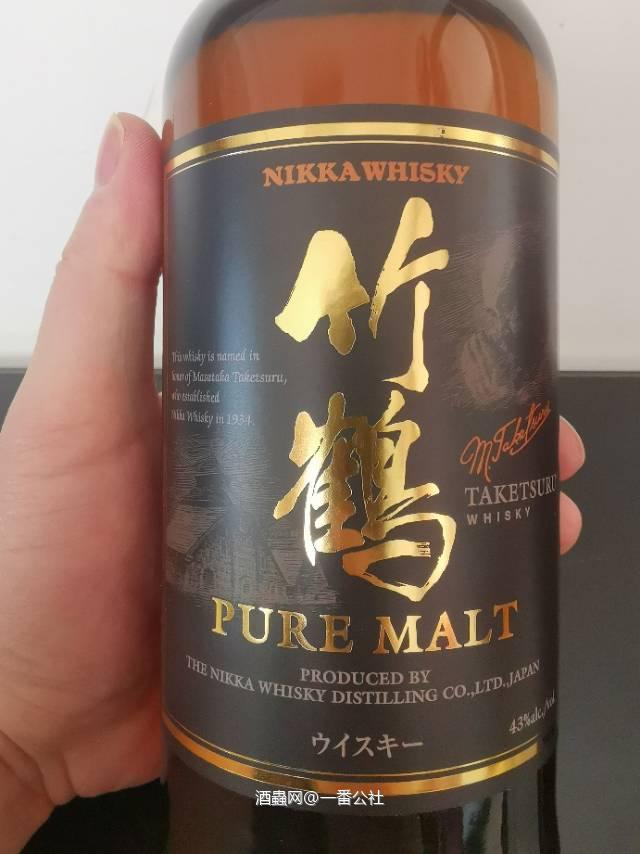 NIKKA WHISKY
竹鶴
This whisky is named in
honor of Masataka Taketsuru,
who established
Nikka Whisky in 1934.
M. Taketsuru
TAKETSURU
WHISKY
PURE MALT
PRODUCED BY
THE NIKKA WHISKY DISTILLING CO.,LTD.,JAPAN
43%alc./vol.
ウイスキー
酒蟲网@一番公社